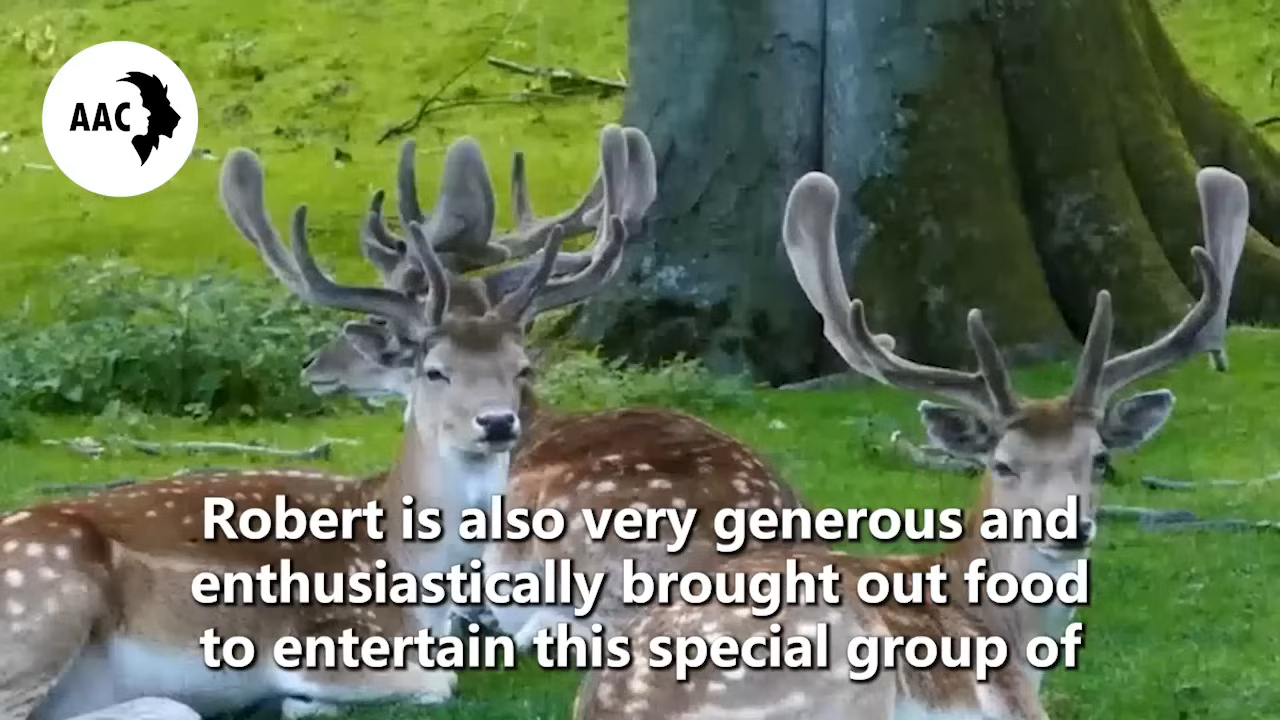 AAC
Robert is also very generous and
enthusiastically brought out food
to entertain this special group of